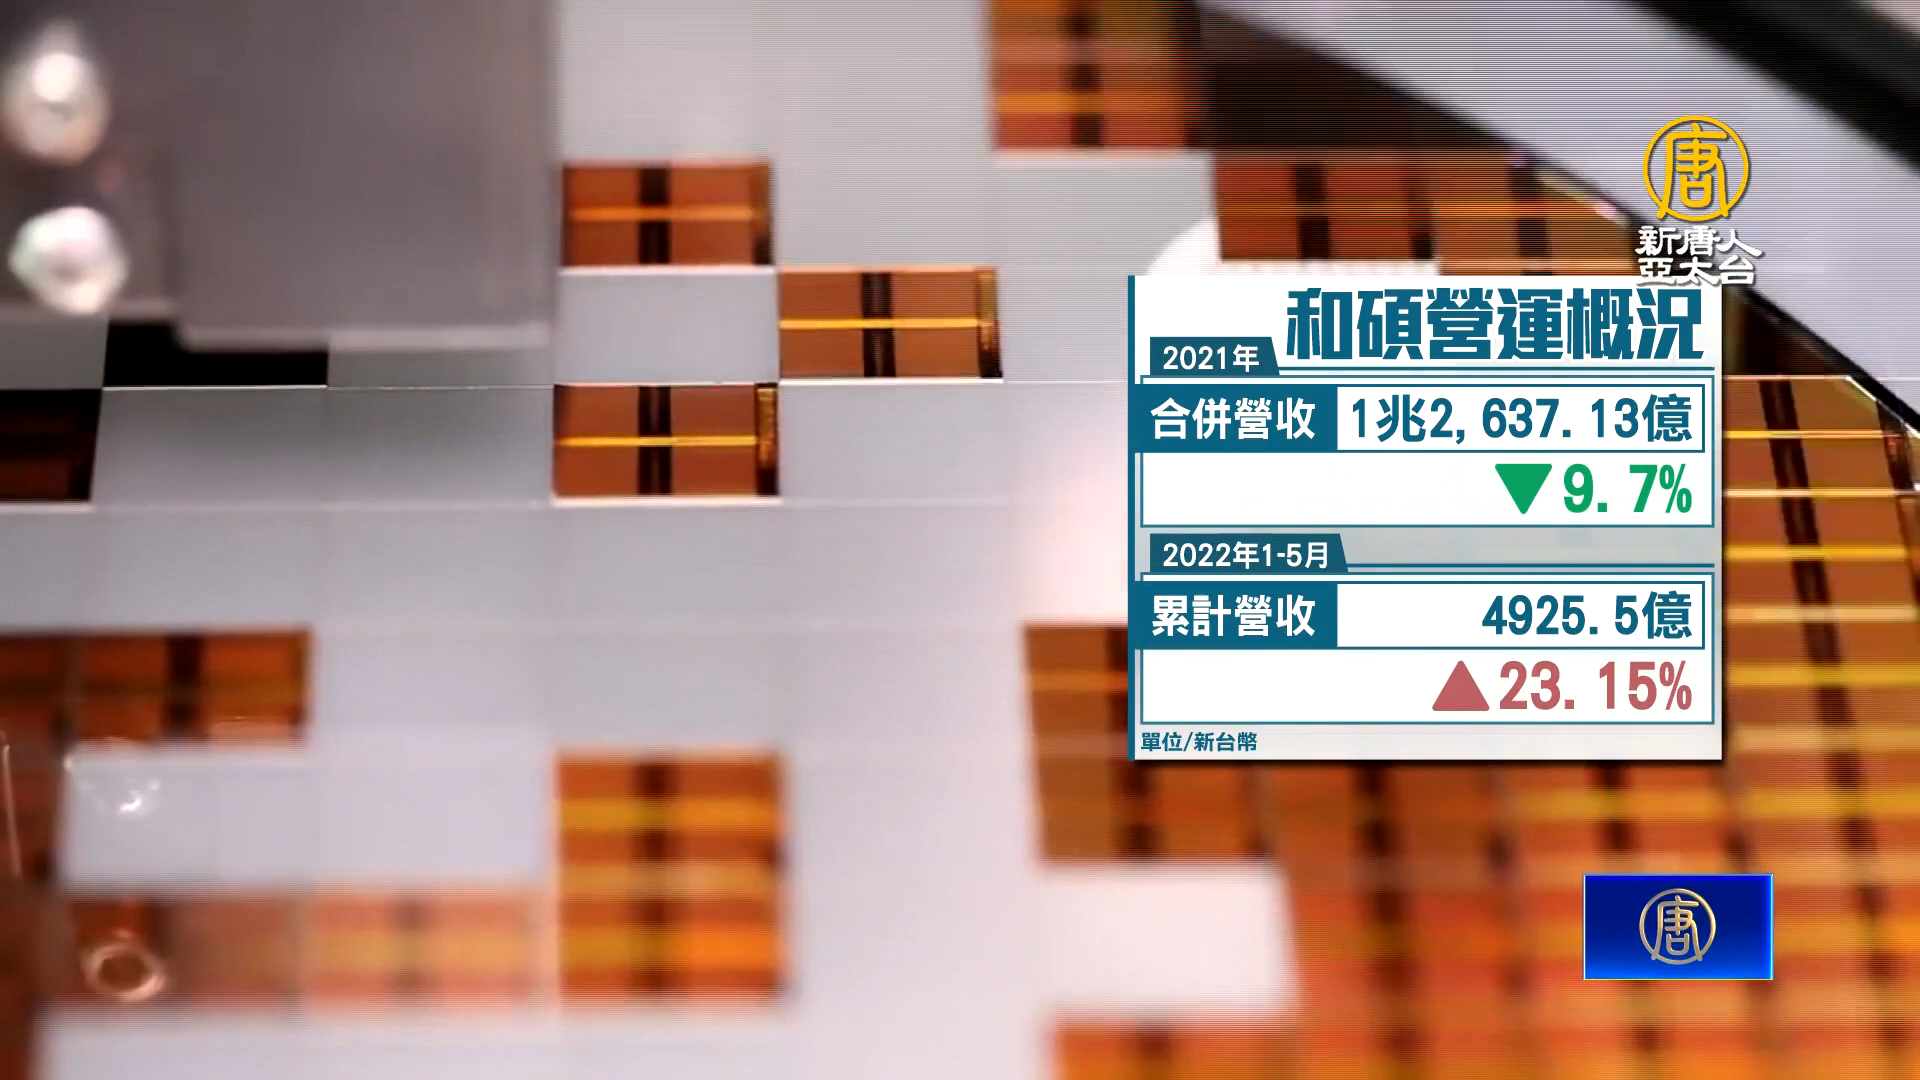 唐
新唐人
亞太台
和碩營運概況
2021年
合併營收 1兆2,637.13億
▼9.7%
2022年1-5月
累計營收 4925.5億
▲23.15%
單位/新台幣
唐